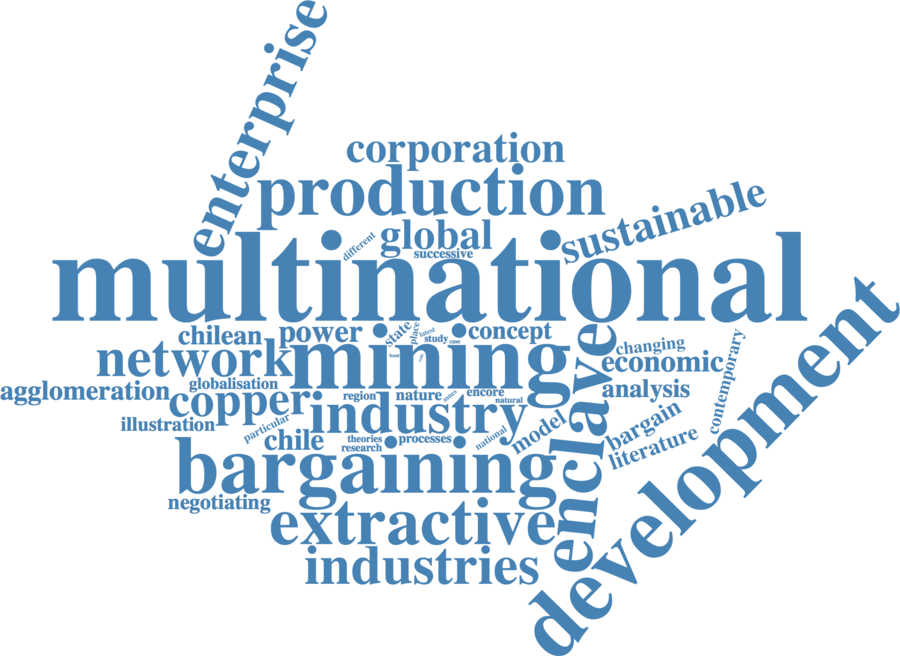 enterprise
corporation
production
sustainable
different
global
successive
multinational
chilean
power
state
place
latest
study
case
concept
network
mining
enclave
changing
economic
contemporary
development
agglomeration
globalisation
region
nature
encore
natural
analysis
copper
industry
illustration
particular
chile
theories
processes
research
national
model
bargain
literature
bargaining
negotiating
extractive
industries